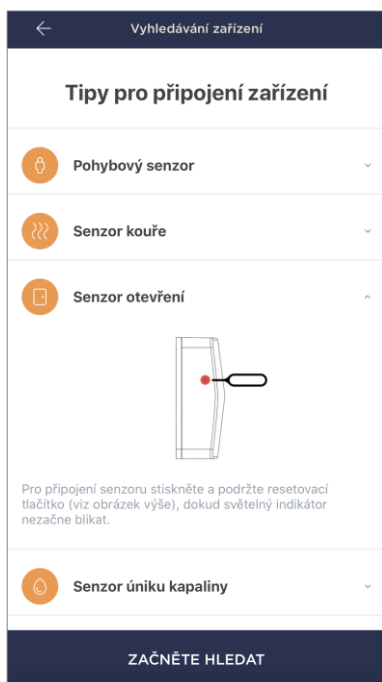 Vyhledávání zařízení
Tipy pro připojení zařízení
Pohybový senzor
Senzor kouře
Senzor otevření
Pro připojení senzoru stiskněte a podržte resetovací
tlačítko (viz obrázek výše), dokud světelný indikátor
nezačne blikat.
Senzor úniku kapaliny
ZAČNĚTE HLEDAT